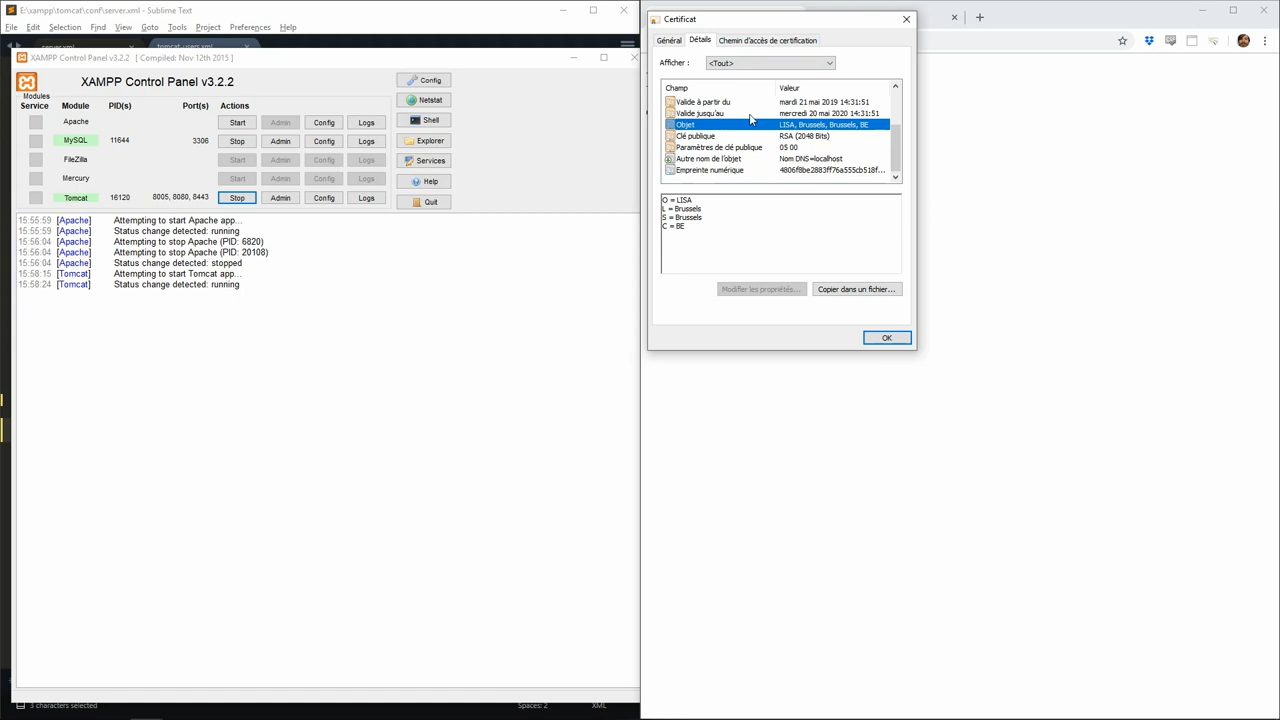 E:\xampp\tomcat\conf\server.xml - Sublime Text
File Edit Selection Find View Goto Tools Project Preferences Help
server.xml tomcat-users.xml
XAMPP Control Panel v3.2.2 [ Compiled: Nov 12th 2015 ]
XAMPP Control Panel v3.2.2
Modules
Service Module PID(s) Port(s) Actions
Apache Start Admin Config Logs
MySQL 11644 3306 Stop Admin Config Logs
FileZilla Start Admin Config Logs
Mercury Start Admin Config Logs
Tomcat 16120 8005, 8080, 8443 Stop Admin Config Logs
Config
Netstat
Shell
Explorer
Services
Help
Quit
15:55:59 [Apache] Attempting to start Apache app...
15:55:59 [Apache] Status change detected: running
15:56:04 [Apache] Attempting to stop Apache (PID: 6820)
15:56:04 [Apache] Attempting to stop Apache (PID: 20108)
15:56:04 [Apache] Status change detected: stopped
15:58:15 [Tomcat] Attempting to start Tomcat app...
15:58:24 [Tomcat] Status change detected: running
3 characters selected Spaces: 2 XML
Certificat
Général Détails Chemin d'accès de certification
Afficher : <Tout>
Champ Valeur
Valide à partir du mardi 21 mai 2019 14:31:51
Valide jusqu'au mercredi 20 mai 2020 14:31:51
Objet LISA, Brussels, Brussels, BE
Clé publique RSA (2048 Bits)
Paramètres de clé publique 05 00
Autre nom de l'objet Nom DNS=localhost
Empreinte numérique 4806f8be2883ff76a555cb518f...
O = LISA
L = Brussels
S = Brussels
C = BE
Modifier les propriétés... Copier dans un fichier...
OK